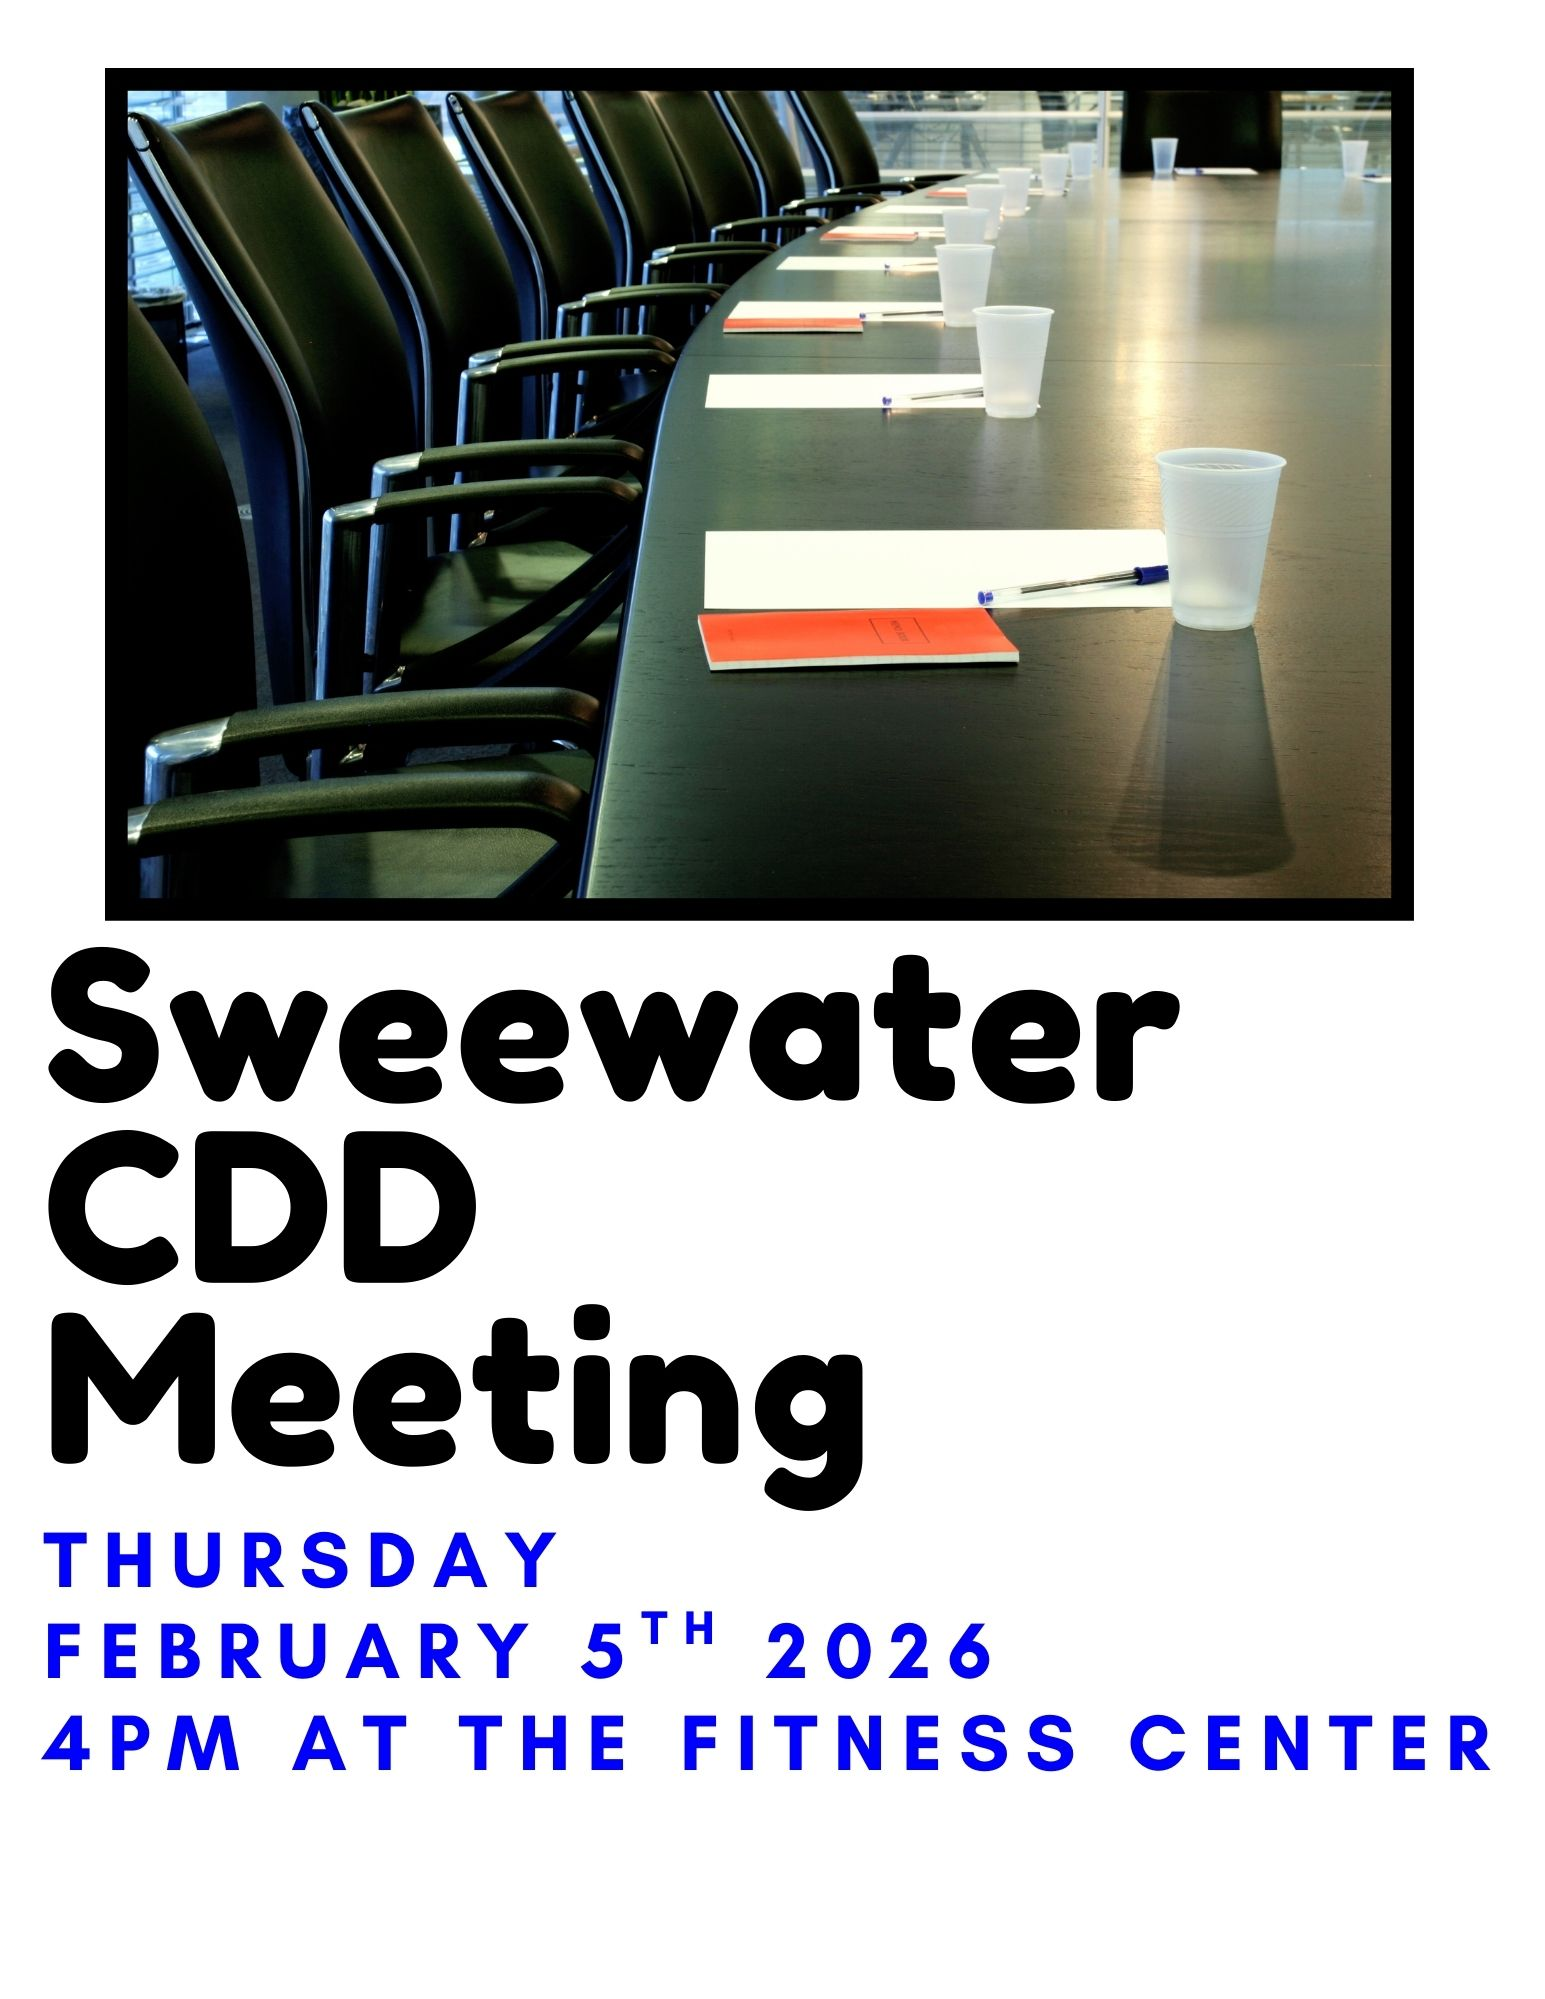 Sweewater
CDD
Meeting
THURSDAY
FEBRUARY 5TH 2026
4PM AT THE FITNESS CENTER